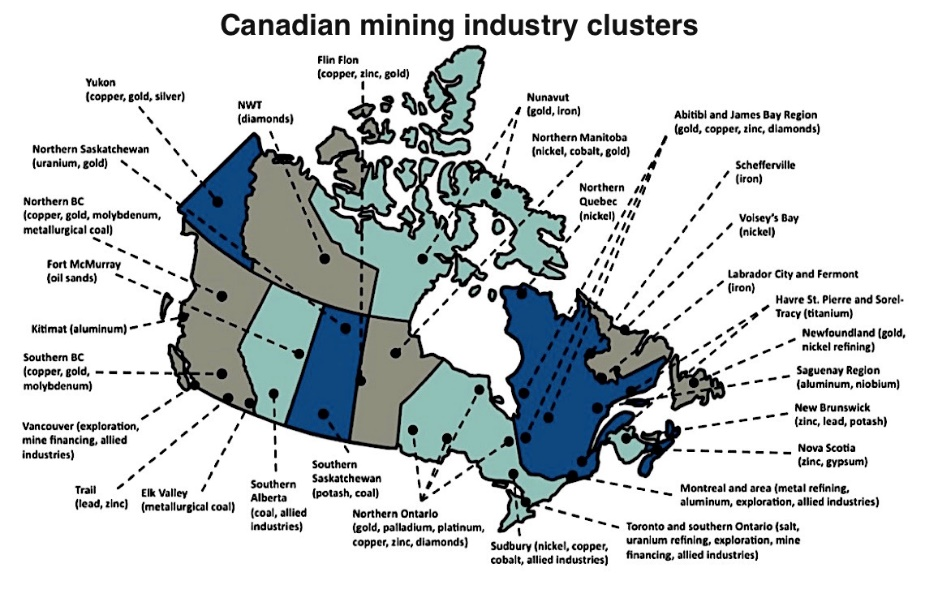 Canadian mining industry clusters
Flin Flon
(copper, zinc, gold)
Yukon
(copper, gold, silver)
NWT
(diamonds)
Nunavut
(gold, iron)
Abitibi and James Bay Region
(gold, copper, zinc, diamonds)
Northern Manitoba
(nickel, cobalt, gold)
Northern Saskatchewan
(uranium, gold)
Schefferville
(iron)
Northern
Quebec
(nickel)
Northern BC
(copper, gold, molybdenum,
metallurgical coal)
Voisey's Bay
(nickel)
Fort McMurray
(oil sands)
Labrador City and Fermont
(iron)
Havre St. Pierre and Sorel-
Tracy (titanium)
Kitimat (aluminum)
Newfoundland (gold,
nickel refining)
Southern BC
(copper, gold,
molybdenum)
Saguenay Region
(aluminum, niobium)
New Brunswick
(zinc, lead, potash)
Vancouver (exploration,
mine financing, allied
industries)
Nova Scotia
(zinc, gypsum)
Trail
(lead, zinc)
Elk Valley
(metallurgical coal)
Southern
Alberta
(coal, allied
industries)
Southern
Saskatchewan
(potash, coal)
Northern Ontario
(gold, palladium, platinum,
copper, zinc, diamonds)
Sudbury (nickel, copper,
cobalt, allied industries)
Montreal and area (metal refining,
aluminum, exploration, allied industries)
Toronto and southern Ontario (salt,
uranium refining, exploration, mine
financing, allied industries)